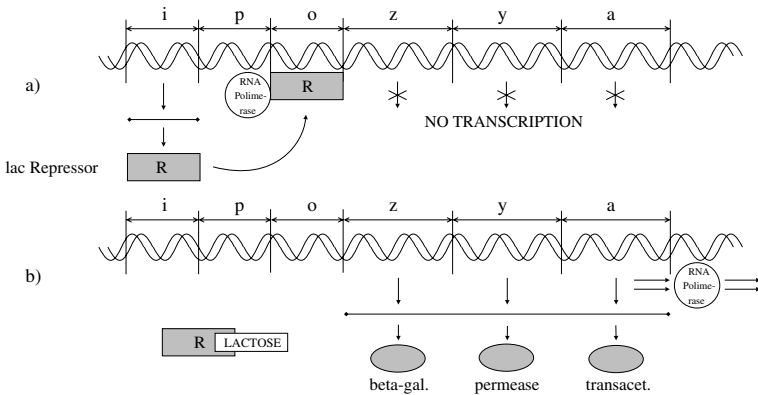 i p o z y a
a)
RNA
Polime-
rase
R
NO TRANSCRIPTION
lac Repressor
R
i p o z y a
b)
RNA
Polime-
rase
R LACTOSE
beta-gal. permease transacet.